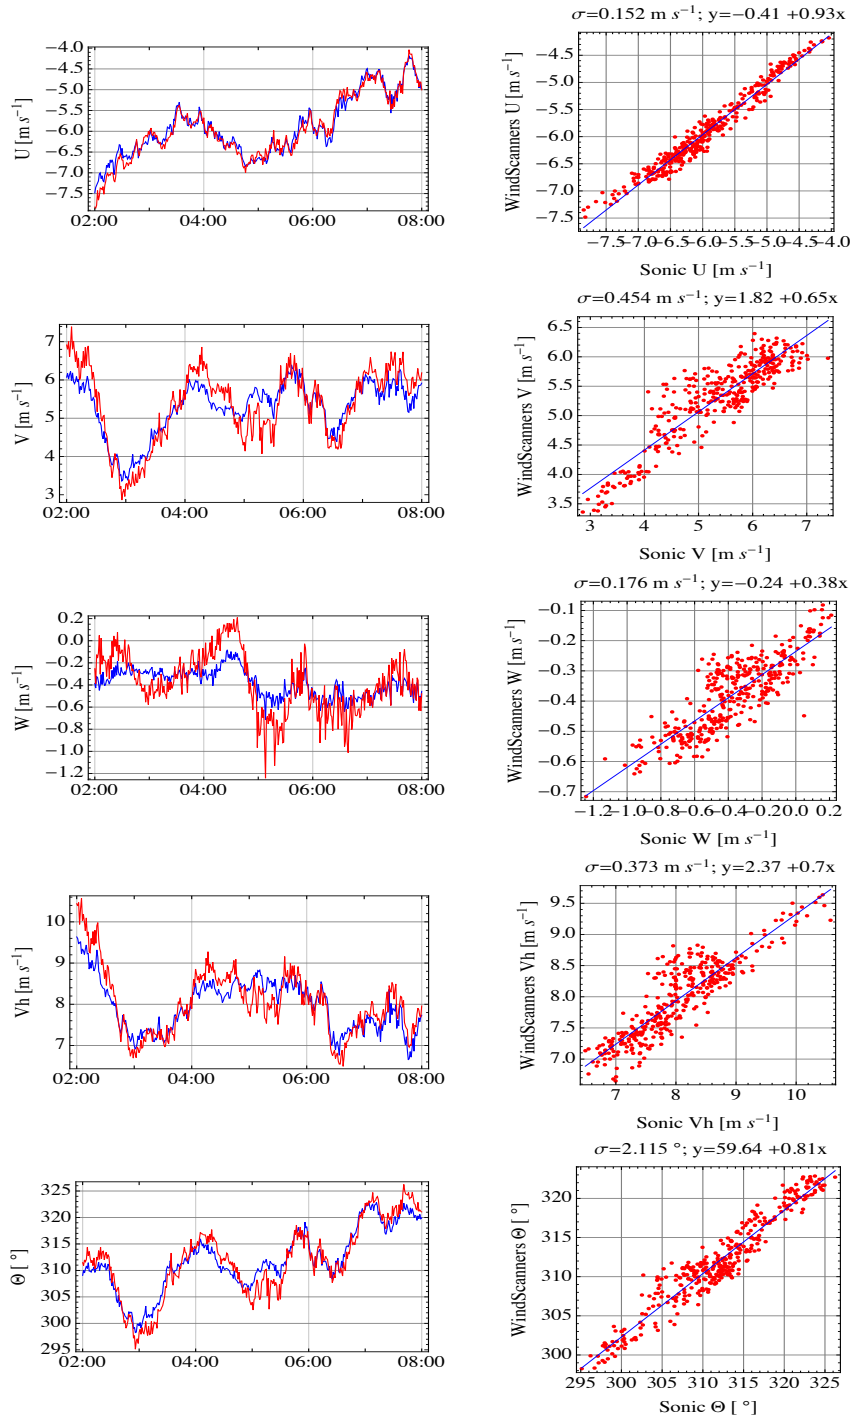 σ=0.152 m s⁻¹; y=−0.41 +0.93x
U [m s⁻¹]
−4.0
−4.5
−5.0
−5.5
−6.0
−6.5
−7.0
−7.5
02:00 04:00 06:00 08:00
WindScanners U [m s⁻¹]
−4.5
−5.0
−5.5
−6.0
−6.5
−7.0
−7.5
−7.5 −7.0 −6.5 −6.0 −5.5 −5.0 −4.5 −4.0
Sonic U [m s⁻¹]
σ=0.454 m s⁻¹; y=1.82 +0.65x
V [m s⁻¹]
7
6
5
4
3
02:00 04:00 06:00 08:00
WindScanners V [m s⁻¹]
6.5
6.0
5.5
5.0
4.5
4.0
3.5
3 4 5 6 7
Sonic V [m s⁻¹]
σ=0.176 m s⁻¹; y=−0.24 +0.38x
W [m s⁻¹]
0.2
0.0
−0.2
−0.4
−0.6
−0.8
−1.0
−1.2
02:00 04:00 06:00 08:00
WindScanners W [m s⁻¹]
−0.1
−0.2
−0.3
−0.4
−0.5
−0.6
−0.7
−1.2 −1.0 −0.8 −0.6 −0.4 −0.2 0.0 0.2
Sonic W [m s⁻¹]
σ=0.373 m s⁻¹; y=2.37 +0.7x
Vh [m s⁻¹]
10
9
8
7
02:00 04:00 06:00 08:00
WindScanners Vh [m s⁻¹]
9.5
9.0
8.5
8.0
7.5
7.0
7 8 9 10
Sonic Vh [m s⁻¹]
σ=2.115 °; y=59.64 +0.81x
Θ [ °]
325
320
315
310
305
300
295
02:00 04:00 06:00 08:00
WindScanners Θ [ °]
320
315
310
305
300
295 300 305 310 315 320 325
Sonic Θ [ °]